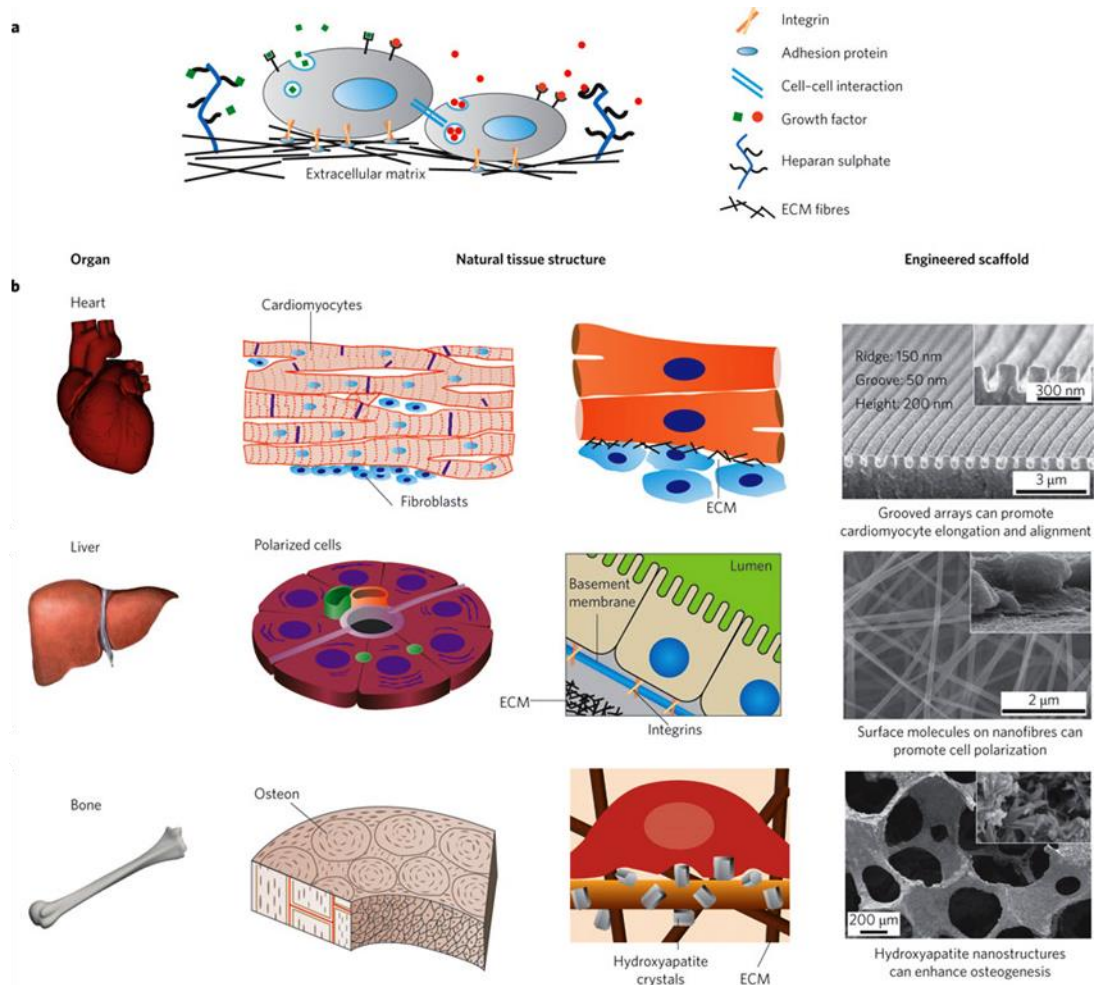 a
Integrin
Adhesion protein
Cell–cell interaction
Growth factor
Heparan sulphate
ECM fibres
Extracellular matrix
Organ
Natural tissue structure
Engineered scaffold
b
Heart
Cardiomyocytes
Fibroblasts
ECM
Ridge: 150 nm
Groove: 50 nm
Height: 200 nm
300 nm
3 μm
Grooved arrays can promote
cardiomyocyte elongation and alignment
Liver
Polarized cells
Basement
membrane
Lumen
ECM
Integrins
2 μm
Surface molecules on nanofibres can
promote cell polarization
Bone
Osteon
Hydroxyapatite
crystals
ECM
200 μm
Hydroxyapatite nanostructures
can enhance osteogenesis